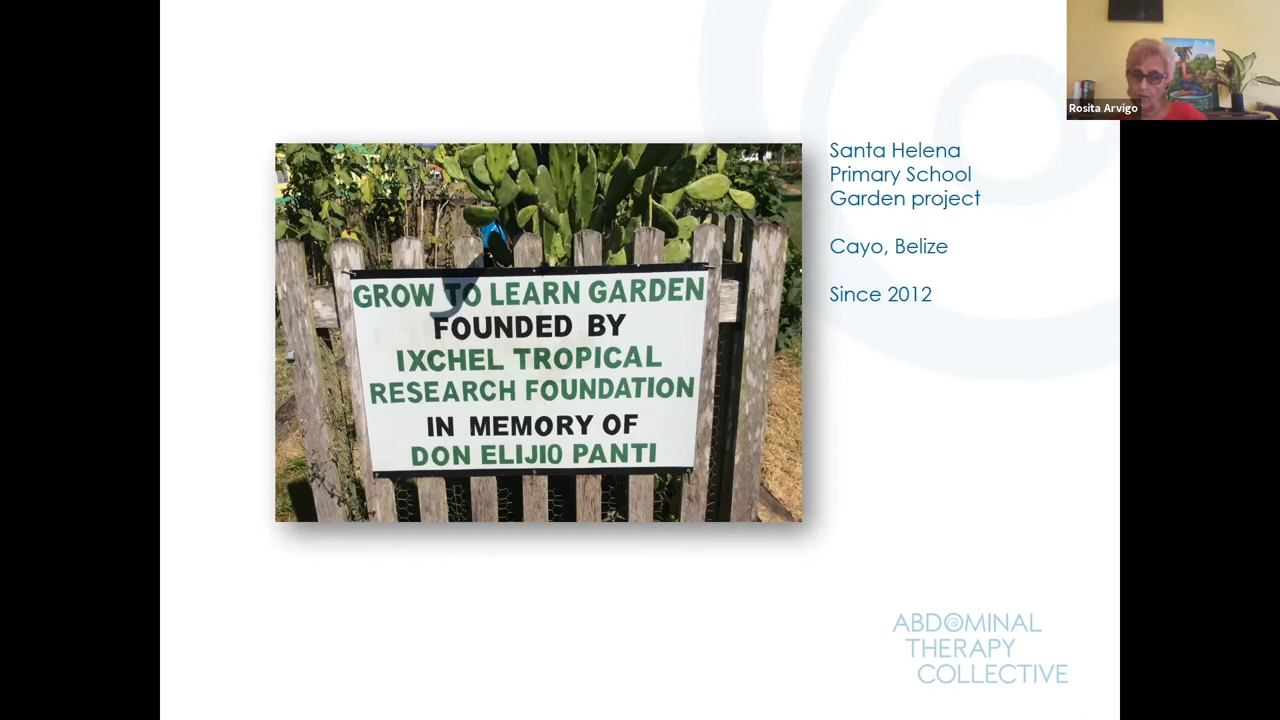 Rosita Arvigo
Santa Helena
Primary School
Garden project
Cayo, Belize
Since 2012
GROW TO LEARN GARDEN
FOUNDED BY
IXCHEL TROPICAL
RESEARCH FOUNDATION
IN MEMORY OF
DON ELIJIO PANTI
ABDOMINAL
THERAPY
COLLECTIVE